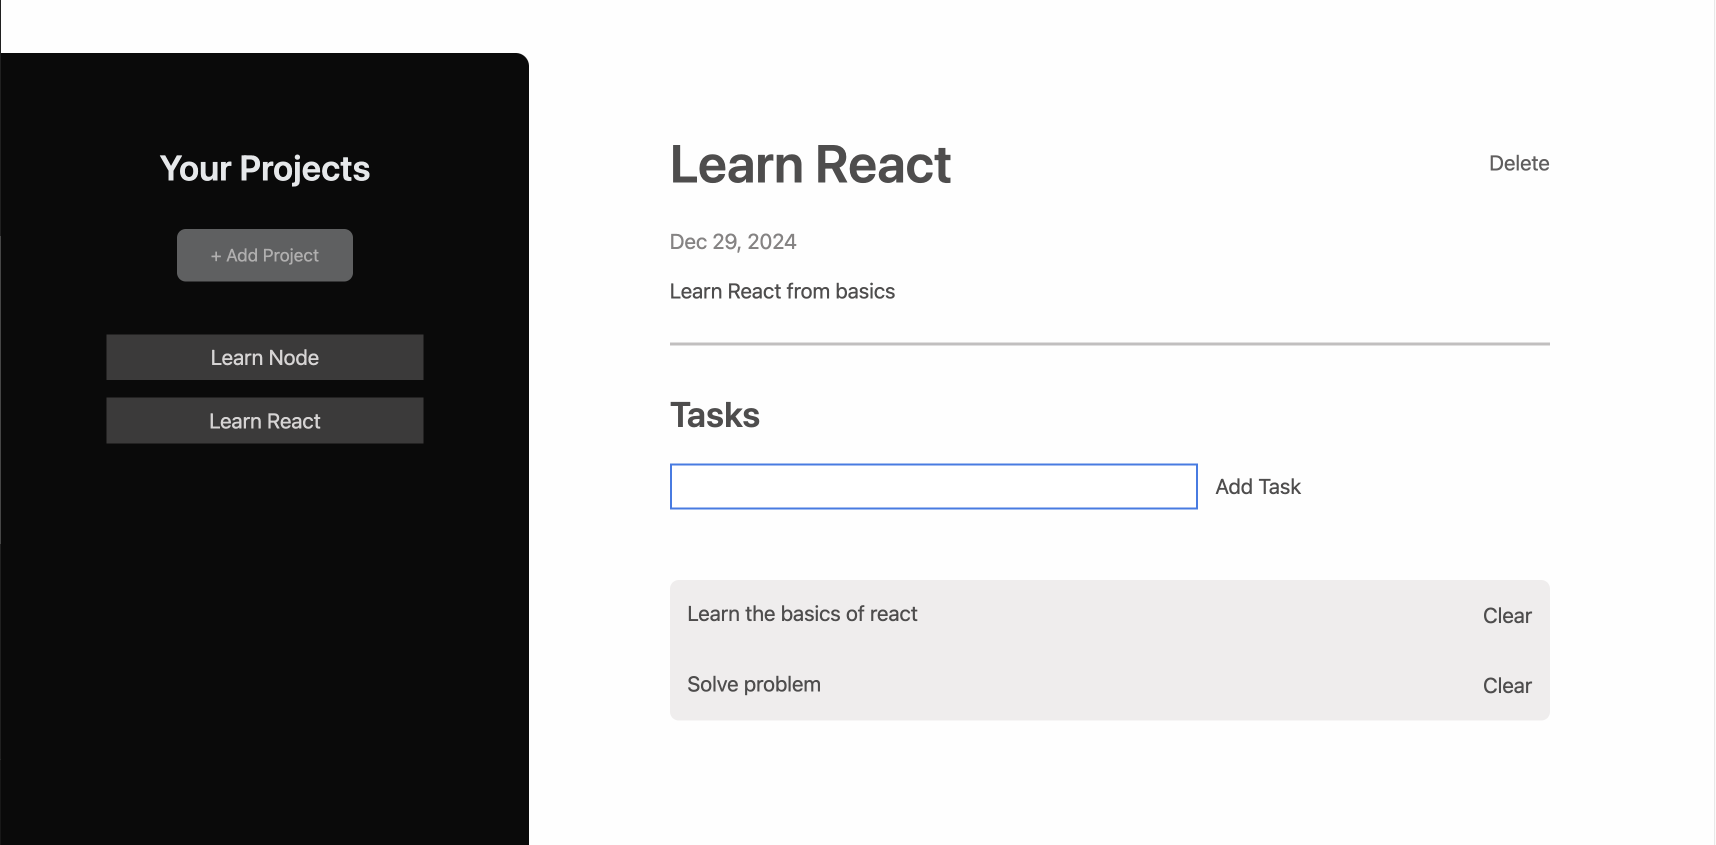 Your Projects
+ Add Project
Learn Node
Learn React
Learn React
Delete
Dec 29, 2024
Learn React from basics
Tasks
Add Task
Learn the basics of react
Clear
Solve problem
Clear